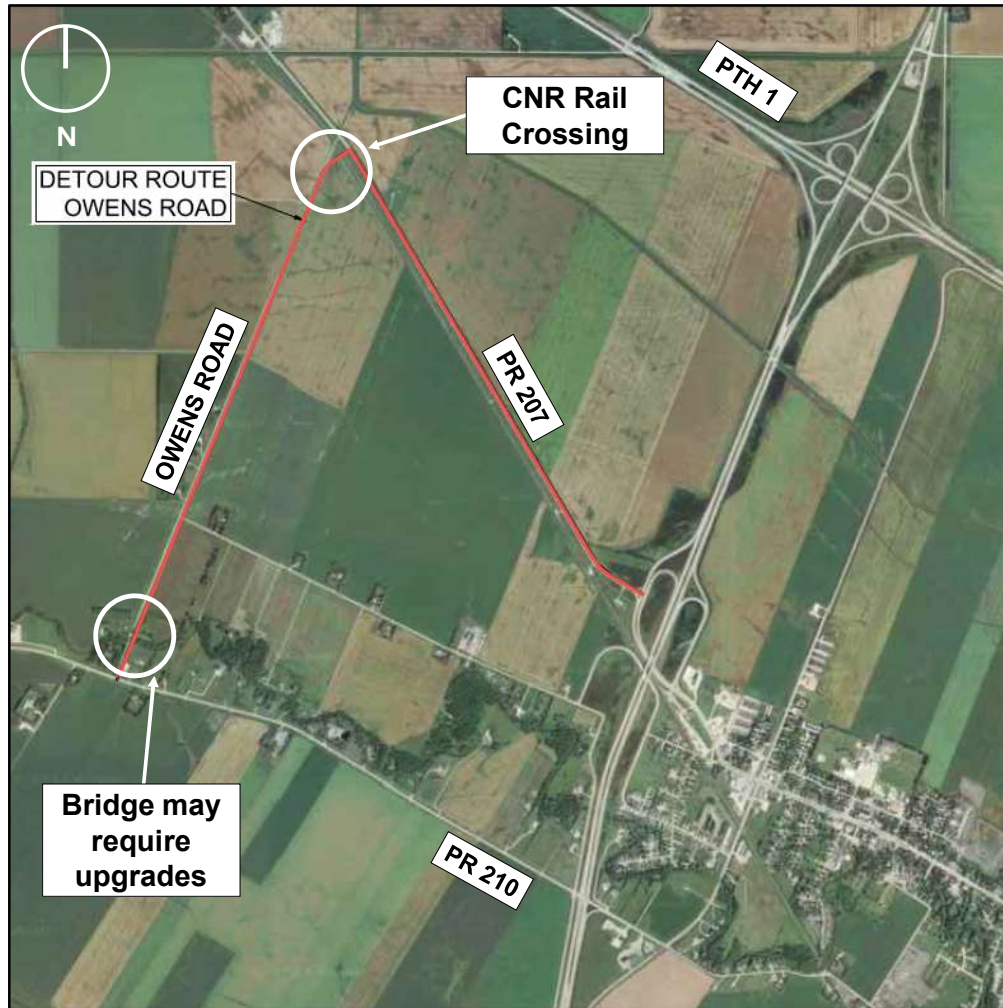 PTH 1
CNR Rail
Crossing
N
DETOUR ROUTE
OWENS ROAD
OWENS ROAD
PR 207
Bridge may
require
upgrades
PR 210